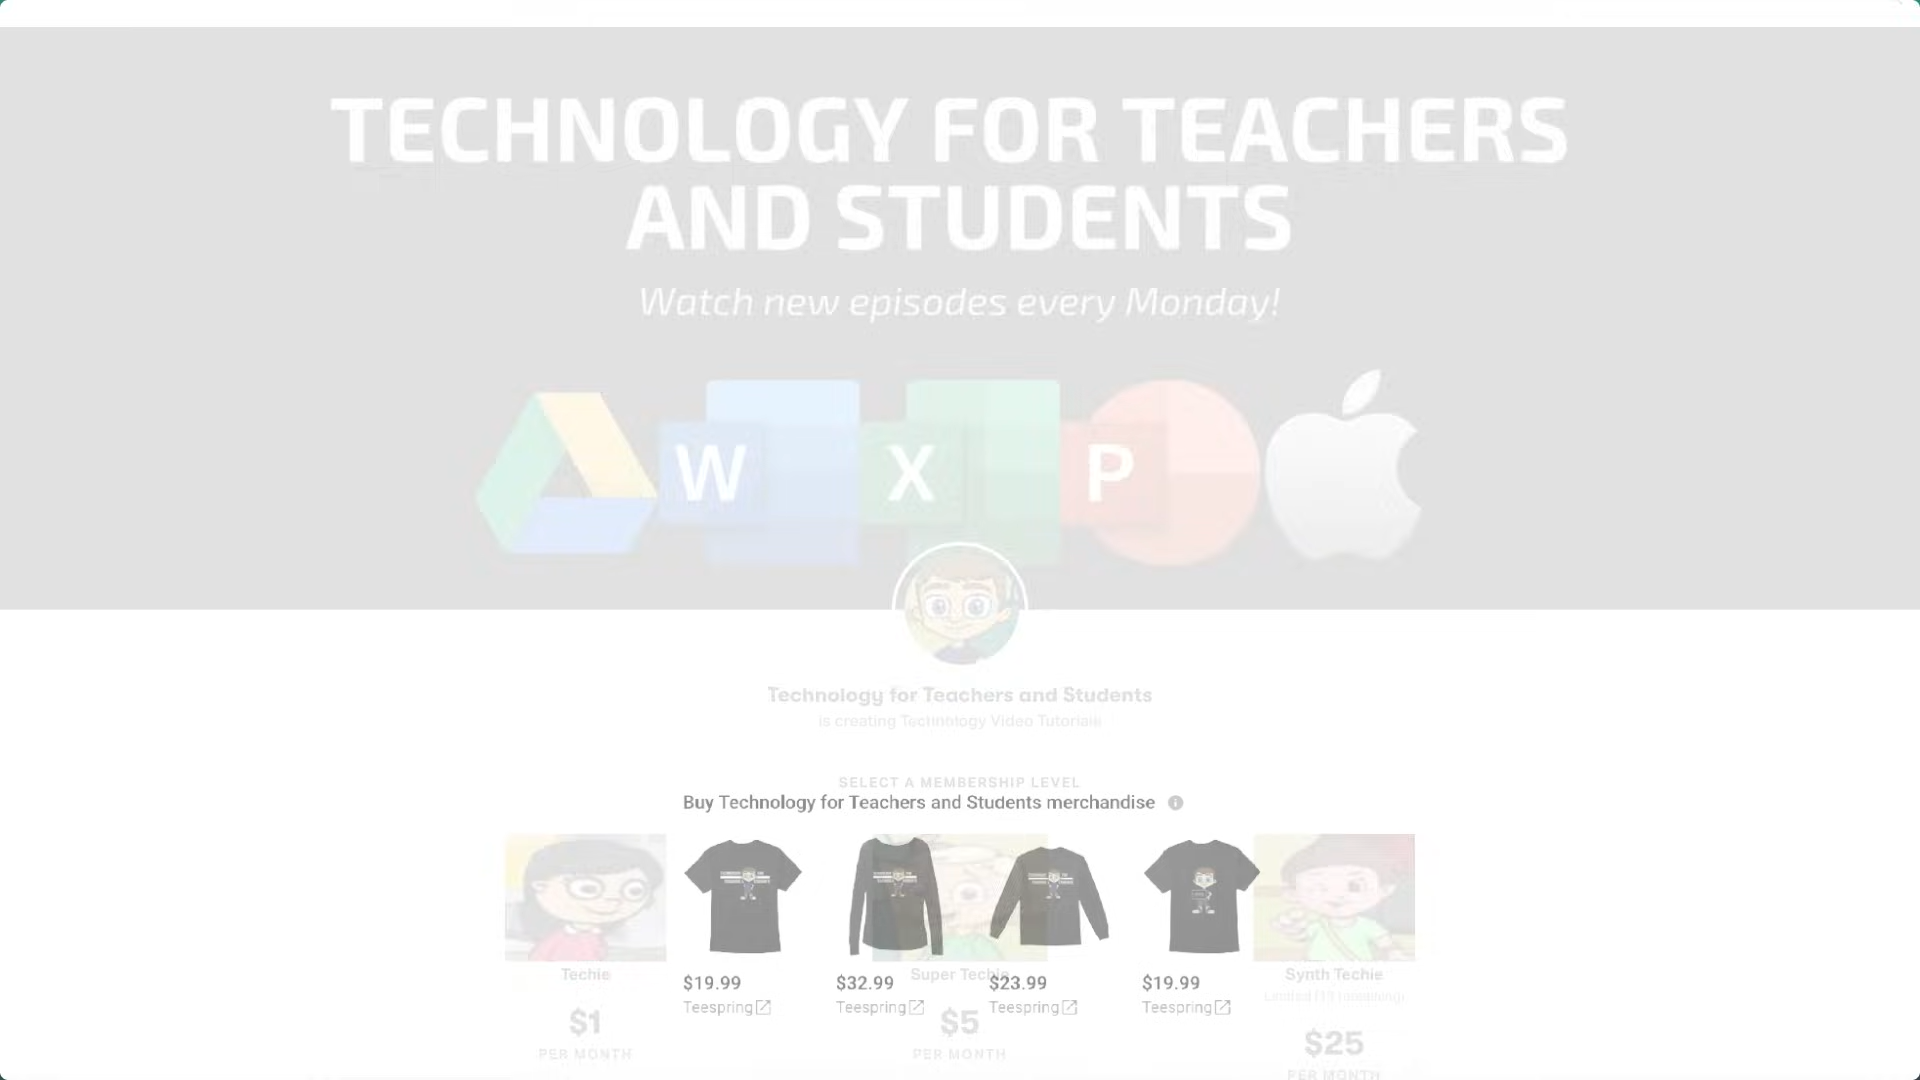 TECHNOLOGY FOR TEACHERS
AND STUDENTS
Watch new episodes every Monday!
W X P
Technology for Teachers and Students
is creating Technology Video Tutorials
SELECT A MEMBERSHIP LEVEL
Buy Technology for Teachers and Students merchandise
Techie Super Techie Synth Techie
$19.99 $32.99 $23.99 $19.99
Teespring Teespring Teespring Teespring
$1 $5 $25
PER MONTH PER MONTH PER MONTH